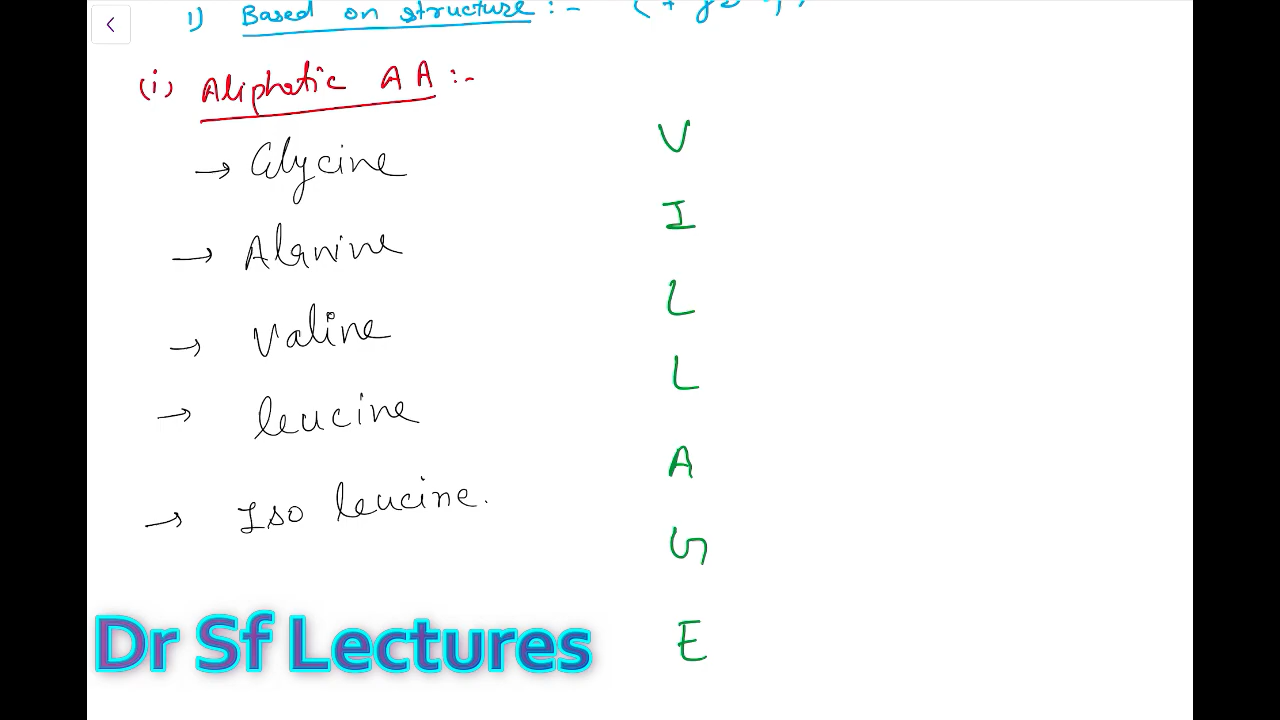 1) Based on structure :-
(i) Aliphatic AA :-
→ Glycine
→ Alanine
→ Valine
→ leucine
→ Iso leucine.
V
I
L
L
A
G
E
Dr Sf Lectures